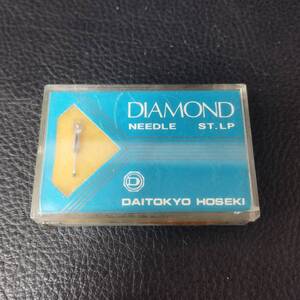 DIAMOND
NEEDLE ST.LP
D
DAITOKYO HOSEKI